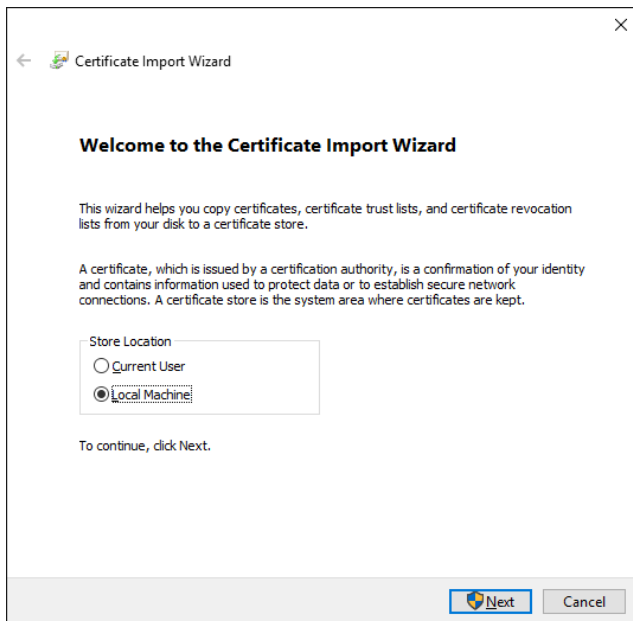 Certificate Import Wizard
Welcome to the Certificate Import Wizard
This wizard helps you copy certificates, certificate trust lists, and certificate revocation
lists from your disk to a certificate store.
A certificate, which is issued by a certification authority, is a confirmation of your identity
and contains information used to protect data or to establish secure network
connections. A certificate store is the system area where certificates are kept.
Store Location
Current User
Local Machine
To continue, click Next.
Next
Cancel